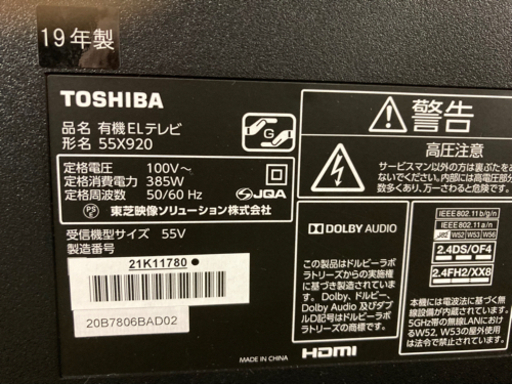 19年製
TOSHIBA
品名 有機ELテレビ
形名 55X920
定格電圧 100V~
定格消費電力 385W
定格周波数 50/60 Hz
PSE
JQA
東芝映像ソリューション株式会社
受信機型サイズ 55V
製造番号
21K11780●
20B7806BAD02
警告
高圧注意
サービスマン以外の方は裏ぶたをあ
けないでください。内部には高電圧部分が
数多くあり、万一さわると危険です。
DOLBY AUDIO
この製品はドルビーラボ
ラトリーズからの実施権
に基づき製造されていま
す。Dolby、ドルビー、
Dolby Audio 及びダブ
ルD記号はドルビーラボ
ラトリーズの商標です。
IEEE802.11b/g/n
IEEE802.11a/n
W52 W53 W56
2.4DS/OF4
2.4FH2/XX8
本機には電波法に基づく無
線設備が内蔵されています。
5GHz帯の無線LANにおけ
るW52、W53の屋外使用
は法令で禁止されています。
MADE IN CHINA
HDMI